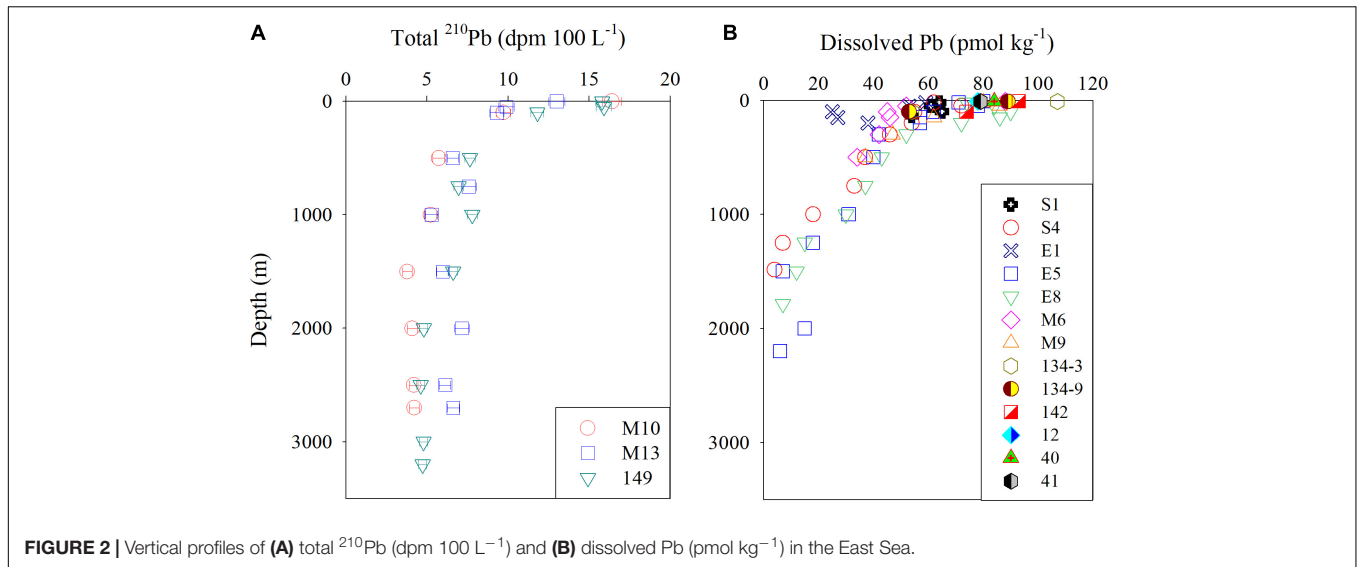 A
Total ²¹⁰Pb (dpm 100 L⁻¹)
0 5 10 15 20
Depth (m)
0
1000
2000
3000
M10
M13
149
B
Dissolved Pb (pmol kg⁻¹)
0 20 40 60 80 100 120
0
1000
2000
3000
S1
S4
E1
E5
E8
M6
M9
134-3
134-9
142
12
40
41
FIGURE 2 | Vertical profiles of (A) total ²¹⁰Pb (dpm 100 L⁻¹) and (B) dissolved Pb (pmol kg⁻¹) in the East Sea.